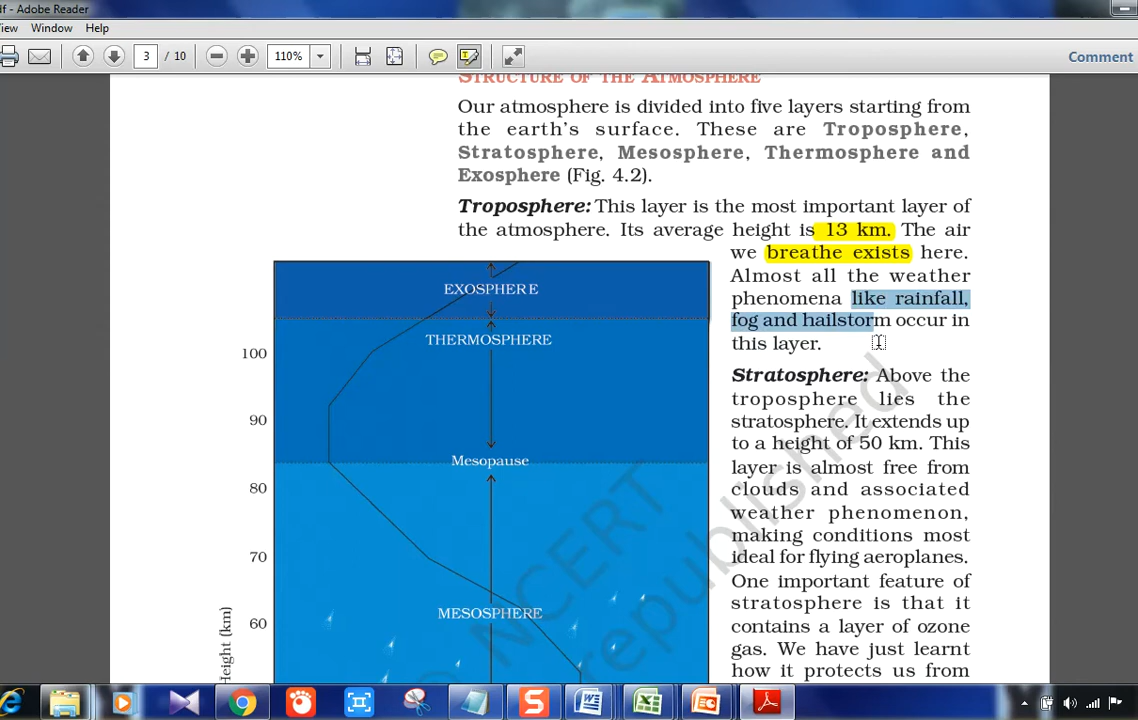 df - Adobe Reader
View Window Help
3 / 10 110% Comment
STRUCTURE OF THE ATMOSPHERE
Our atmosphere is divided into five layers starting from
the earth's surface. These are Troposphere,
Stratosphere, Mesosphere, Thermosphere and
Exosphere (Fig. 4.2).
Troposphere: This layer is the most important layer of
the atmosphere. Its average height is 13 km. The air
we breathe exists here.
Almost all the weather
phenomena like rainfall,
fog and hailstorm occur in
this layer.
Stratosphere: Above the
troposphere lies the
stratosphere. It extends up
to a height of 50 km. This
layer is almost free from
clouds and associated
weather phenomenon,
making conditions most
ideal for flying aeroplanes.
One important feature of
stratosphere is that it
contains a layer of ozone
gas. We have just learnt
how it protects us from
EXOSPHERE
THERMOSPHERE
100
90
Mesopause
80
70
MESOSPHERE
60
Height (km)
© NCERT
republished